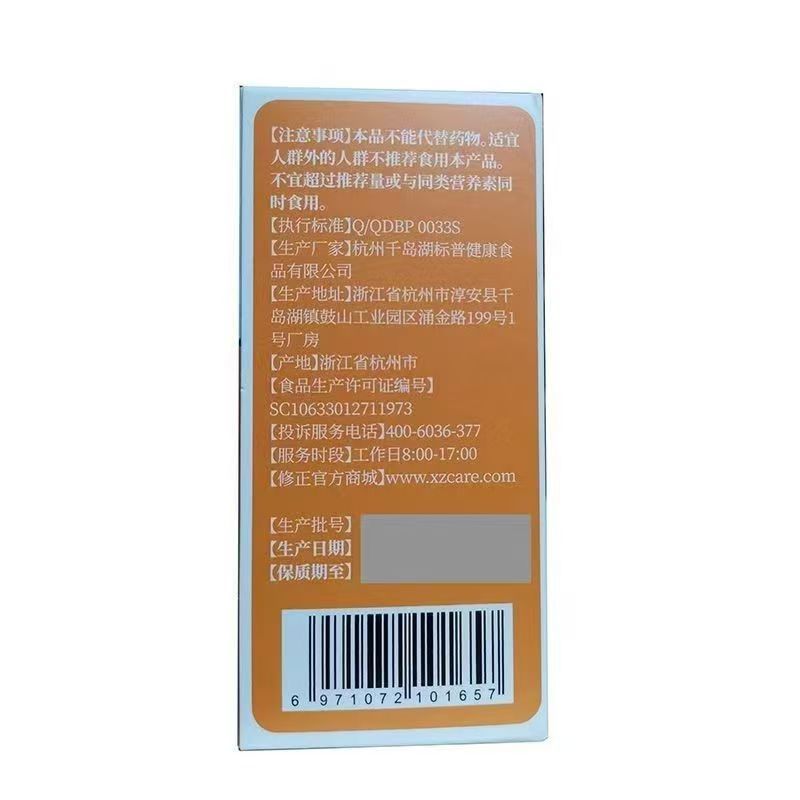 【注意事项】本品不能代替药物。适宜
人群外的人群不推荐食用本产品。
不宜超过推荐量或与同类营养素同
时食用。
【执行标准】Q/QDBP 0033S
【生产厂家】杭州千岛湖标普健康食
品有限公司
【生产地址】浙江省杭州市淳安县千
岛湖镇鼓山工业园区涌金路199号1
号厂房
【产地】浙江省杭州市
【食品生产许可证编号】
SC10633012711973
【投诉服务电话】400-6036-377
【服务时段】工作日8:00-17:00
【修正官方商城】www.xzcare.com
【生产批号】
【生产日期】
【保质期至】
6 971072 101657